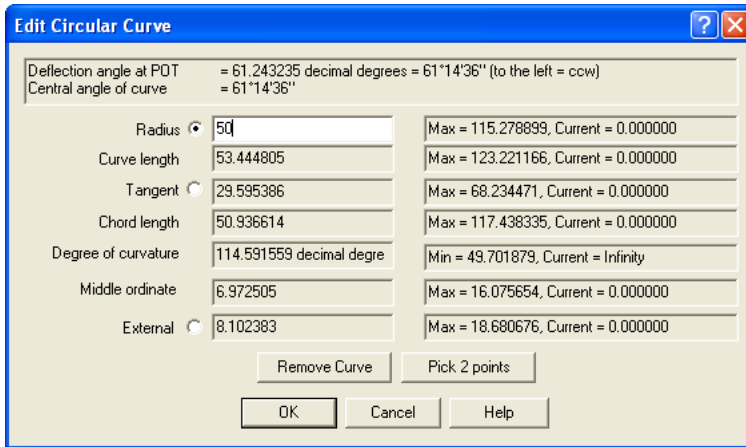 Edit Circular Curve
Deflection angle at POT = 61.243235 decimal degrees = 61°14'36" (to the left = ccw)
Central angle of curve = 61°14'36"
Radius 50 Max = 115.278899, Current = 0.000000
Curve length 53.444805 Max = 123.221166, Current = 0.000000
Tangent 29.595386 Max = 68.234471, Current = 0.000000
Chord length 50.936614 Max = 117.438335, Current = 0.000000
Degree of curvature 114.591559 decimal degre Min = 49.701879, Current = Infinity
Middle ordinate 6.972505 Max = 16.075654, Current = 0.000000
External 8.102383 Max = 18.680676, Current = 0.000000
Remove Curve Pick 2 points
OK Cancel Help